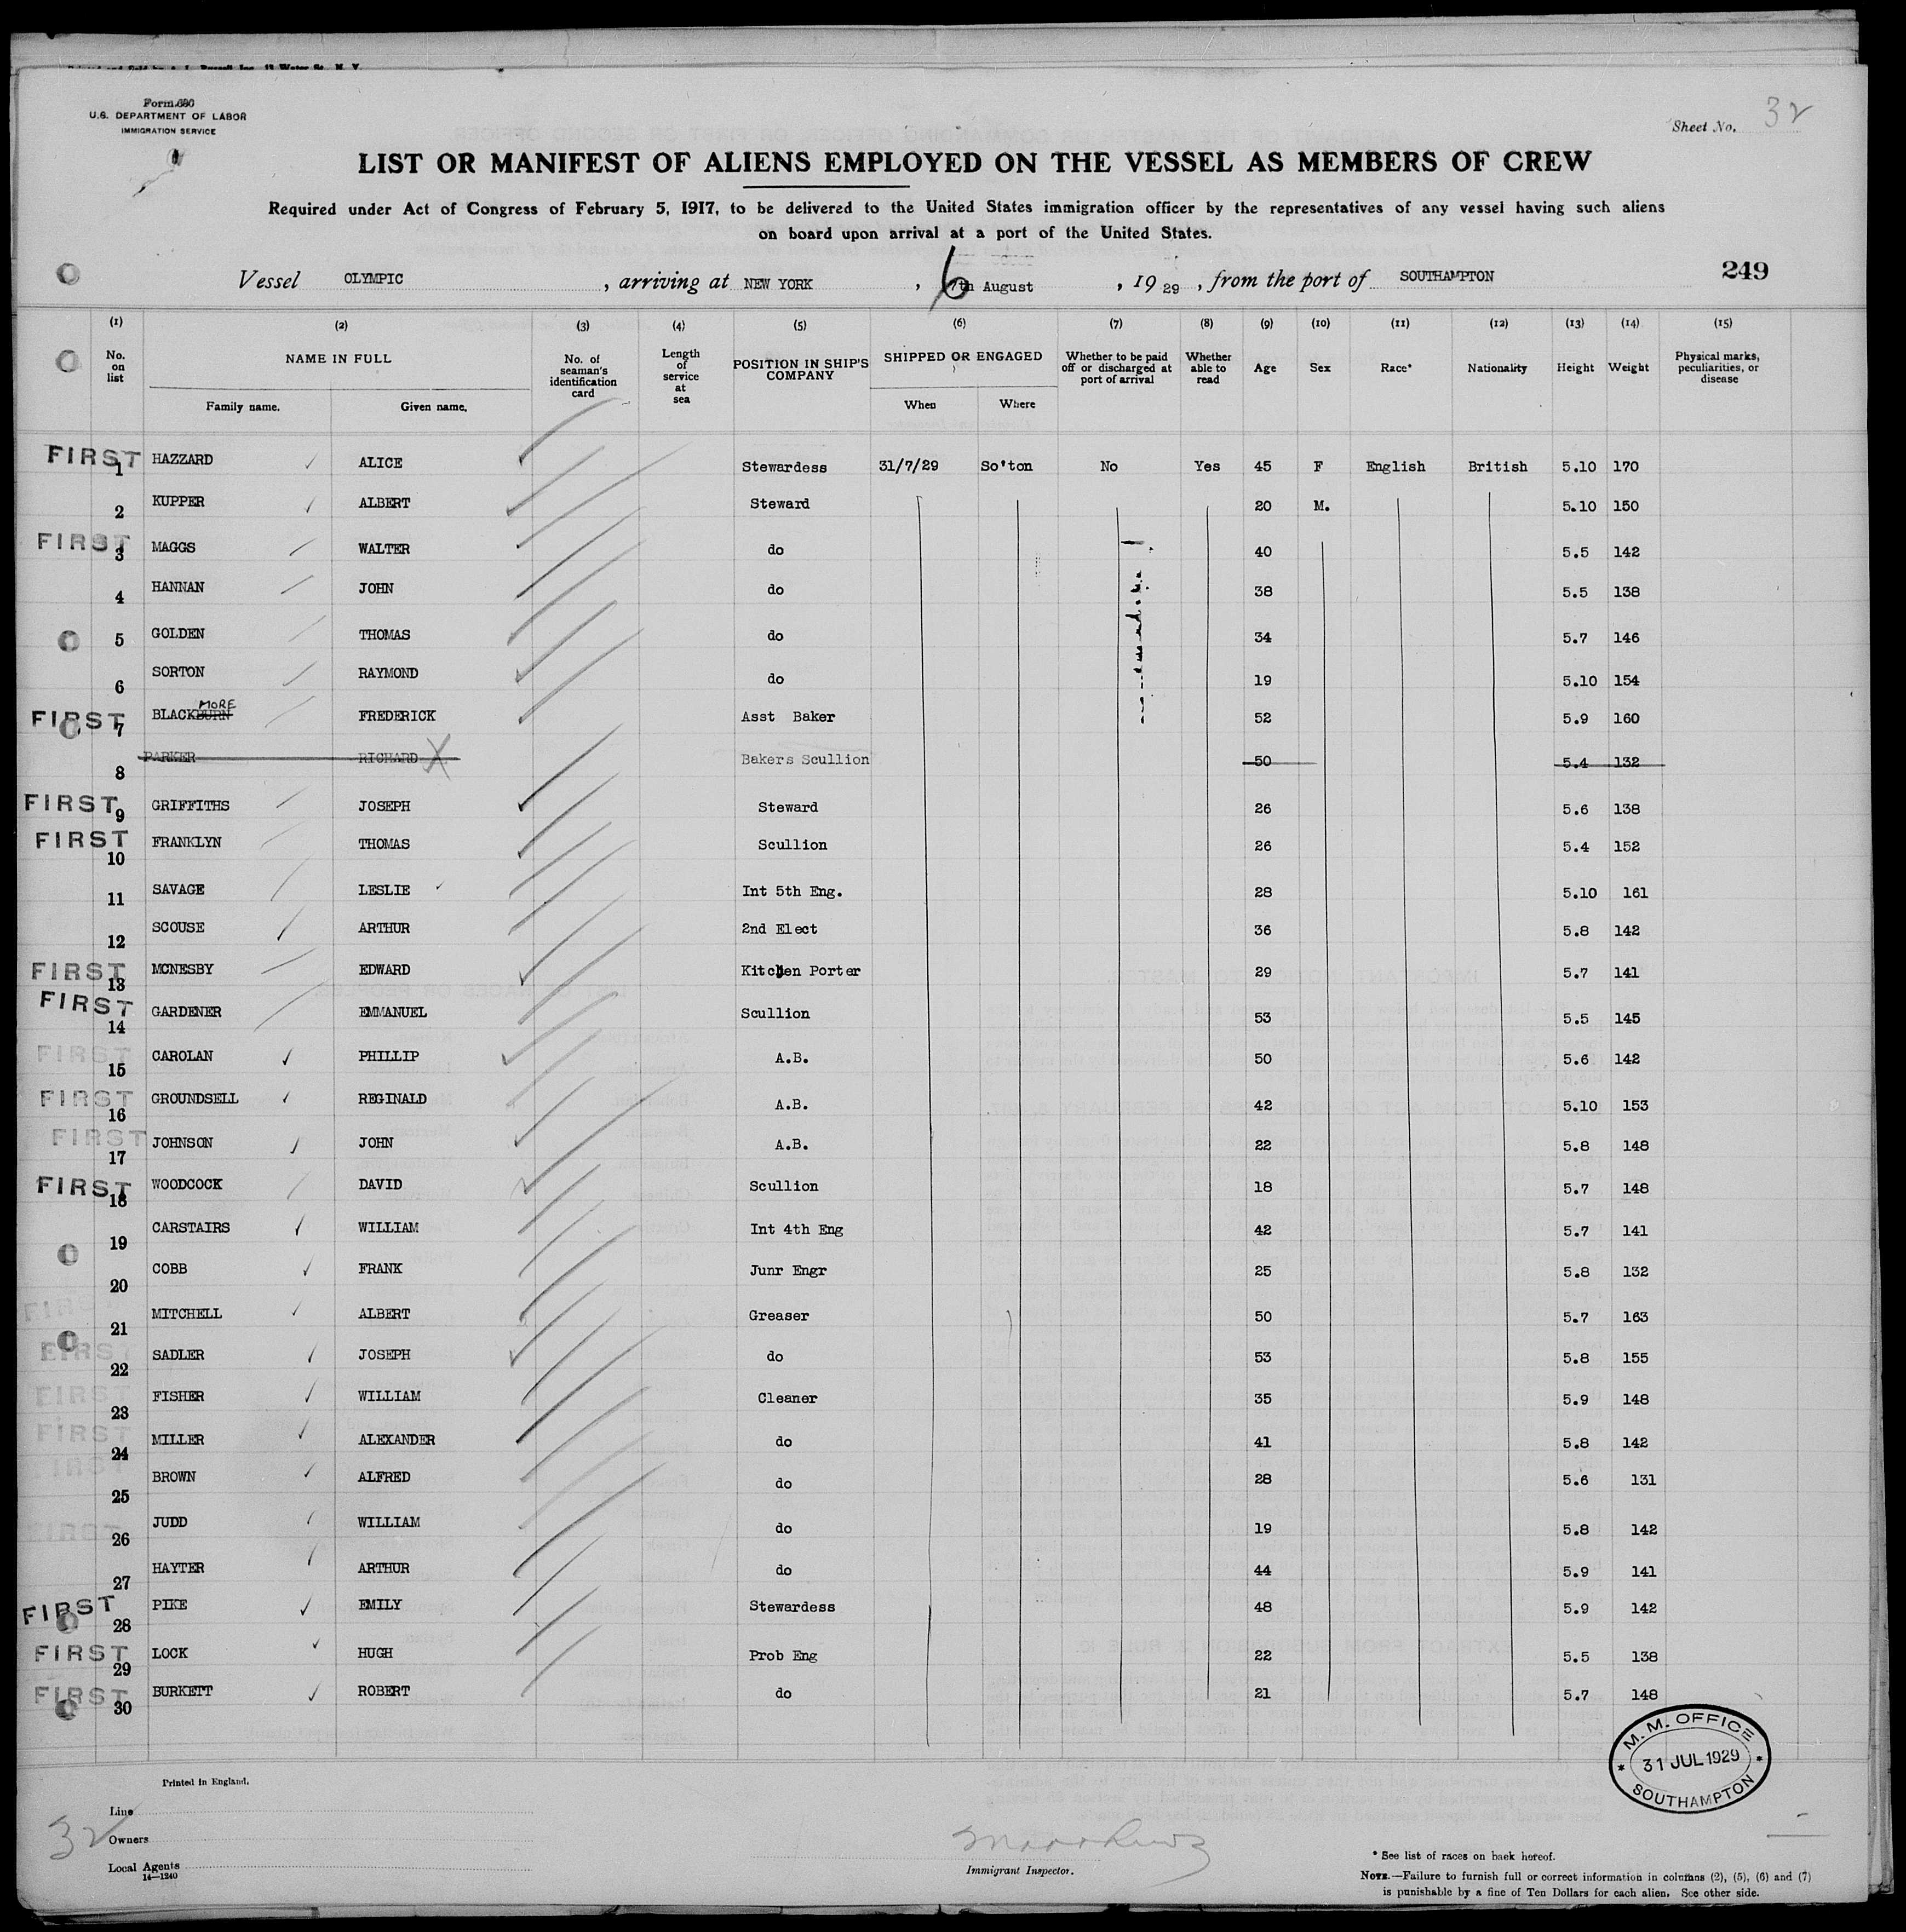 Form 680
U.S. DEPARTMENT OF LABOR
IMMIGRATION SERVICE
Sheet No. 32
LIST OR MANIFEST OF ALIENS EMPLOYED ON THE VESSEL AS MEMBERS OF CREW
Required under Act of Congress of February 5, 1917, to be delivered to the United States immigration officer by the representatives of any vessel having such aliens
on board upon arrival at a port of the United States.
Vessel OLYMPIC, arriving at NEW YORK, 6 7th August, 19 29, from the port of SOUTHAMPTON 249
(1) (2) (3) (4) (5) (6) (7) (8) (9) (10) (11) (12) (13) (14) (15)
No. on list NAME IN FULL No. of seaman's identification card Length of service at sea POSITION IN SHIP'S COMPANY SHIPPED OR ENGAGED Whether to be paid off or discharged at port of arrival Whether able to read Age Sex Race* Nationality Height Weight Physical marks, peculiarities, or disease
Family name. Given name. When Where
FIRST 1 HAZZARD ALICE Stewardess 31/7/29 So'ton No Yes 45 F English British 5.10 170
2 KUPPER ALBERT Steward 20 M. 5.10 150
FIRST 3 MAGGS WALTER do 40 5.5 142
4 HANNAN JOHN do 38 5.5 138
5 GOLDEN THOMAS do 34 5.7 146
6 SORTON RAYMOND do 19 5.10 154
FIRST 7 BLACKBURN MORE FREDERICK Asst Baker 52 5.9 160
8 PARKER RICHARD X Bakers Scullion 50 5.4 132
FIRST 9 GRIFFITHS JOSEPH Steward 26 5.6 138
FIRST 10 FRANKLYN THOMAS Scullion 26 5.4 152
11 SAVAGE LESLIE Int 5th Eng. 28 5.10 161
12 SCOUSE ARTHUR 2nd Elect 36 5.8 142
FIRST 13 MCNESBY EDWARD Kitchen Porter 29 5.7 141
FIRST 14 GARDENER EMMANUEL Scullion 53 5.5 145
FIRST 15 CAROLAN PHILLIP A.B. 50 5.6 142
FIRST 16 GROUNDSELL REGINALD A.B. 42 5.10 153
FIRST 17 JOHNSON JOHN A.B. 22 5.8 148
FIRST 18 WOODCOCK DAVID Scullion 18 5.7 148
19 CARSTAIRS WILLIAM Int 4th Eng 42 5.7 141
20 COBB FRANK Junr Engr 25 5.8 132
FIRST 21 MITCHELL ALBERT Greaser 50 5.7 163
FIRST 22 SADLER JOSEPH do 53 5.8 155
FIRST 23 FISHER WILLIAM Cleaner 35 5.9 148
FIRST 24 MILLER ALEXANDER do 41 5.8 142
FIRST 25 BROWN ALFRED do 28 5.6 131
FIRST 26 JUDD WILLIAM do 19 5.8 142
27 HAYTER ARTHUR do 44 5.9 141
FIRST 28 PIKE EMILY Stewardess 48 5.9 142
FIRST 29 LOCK HUGH Prob Eng 22 5.5 138
FIRST 30 BURKETT ROBERT do 21 5.7 148
M. M. OFFICE
31 JUL 1929
SOUTHAMPTON
Printed in England.
Line
32
Owners
Local Agents
14—1240
Immigrant Inspector.
* See list of races on back hereof.
NOTE.—Failure to furnish full or correct information in columns (2), (5), (6) and (7)
is punishable by a fine of Ten Dollars for each alien. See other side.